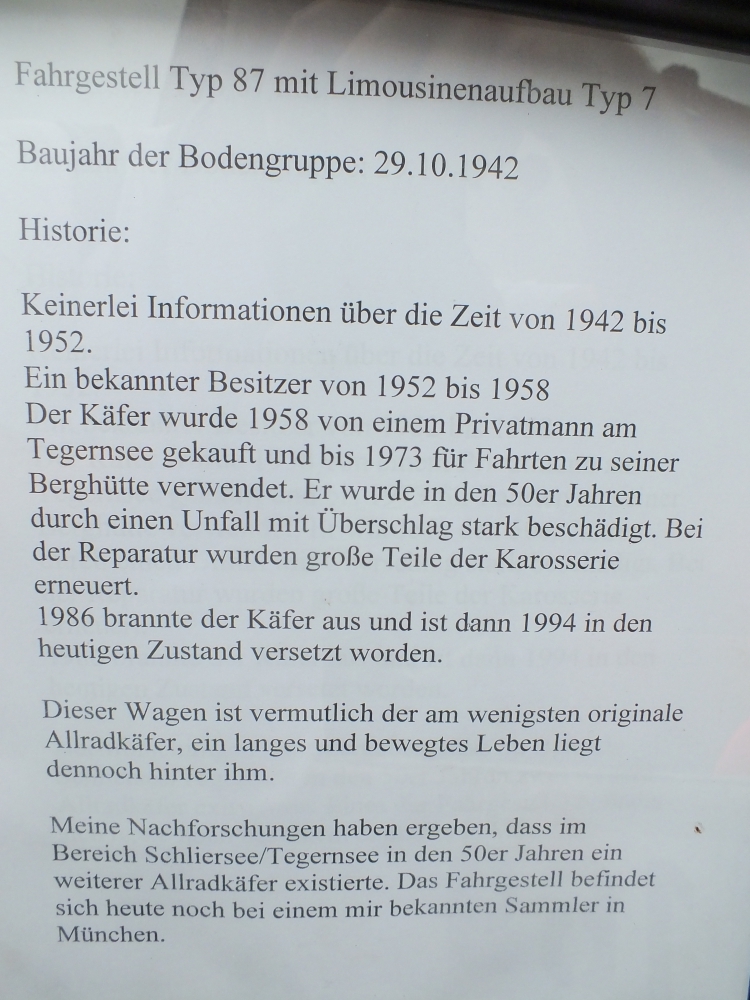 Fahrgestell Typ 87 mit Limousinenaufbau Typ 7
Baujahr der Bodengruppe: 29.10.1942
Historie:
Keinerlei Informationen über die Zeit von 1942 bis
1952.
Ein bekannter Besitzer von 1952 bis 1958
Der Käfer wurde 1958 von einem Privatmann am
Tegernsee gekauft und bis 1973 für Fahrten zu seiner
Berghütte verwendet. Er wurde in den 50er Jahren
durch einen Unfall mit Überschlag stark beschädigt. Bei
der Reparatur wurden große Teile der Karosserie
erneuert.
1986 brannte der Käfer aus und ist dann 1994 in den
heutigen Zustand versetzt worden.
Dieser Wagen ist vermutlich der am wenigsten originale
Allradkäfer, ein langes und bewegtes Leben liegt
dennoch hinter ihm.
Meine Nachforschungen haben ergeben, dass im
Bereich Schliersee/Tegernsee in den 50er Jahren ein
weiterer Allradkäfer existierte. Das Fahrgestell befindet
sich heute noch bei einem mir bekannten Sammler in
München.